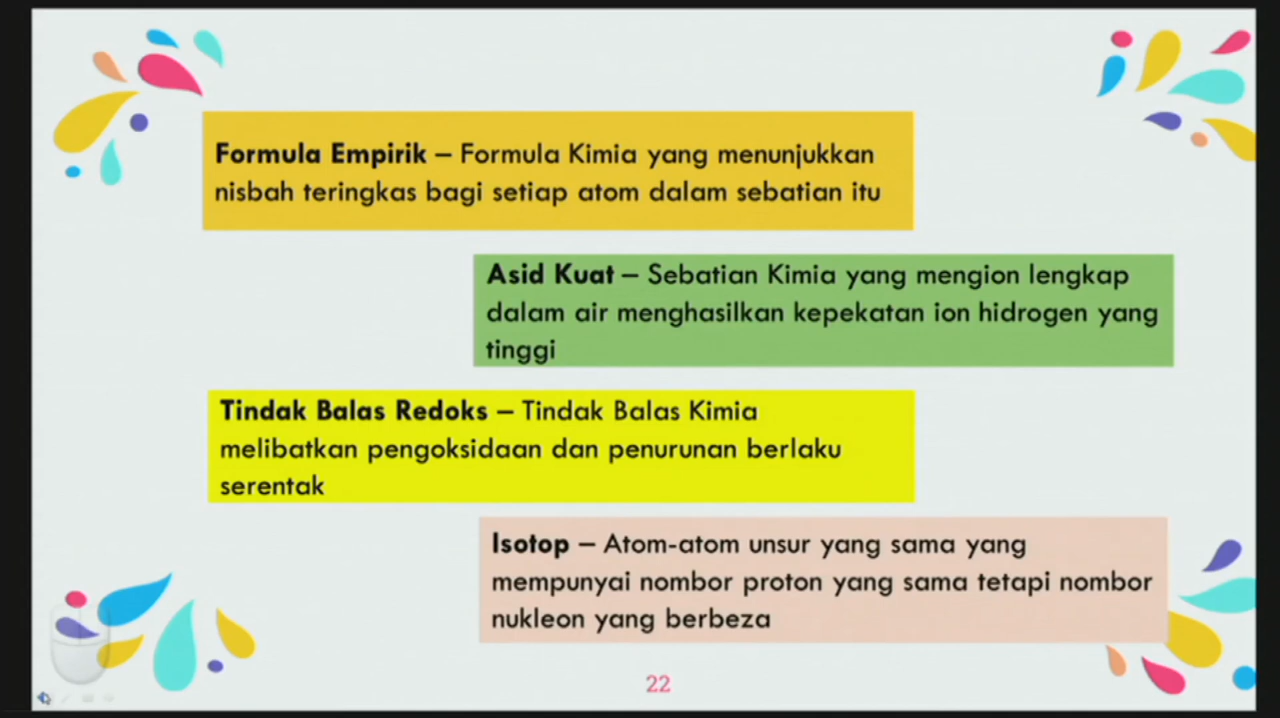 Formula Empirik – Formula Kimia yang menunjukkan
nisbah teringkas bagi setiap atom dalam sebatian itu
Asid Kuat – Sebatian Kimia yang mengion lengkap
dalam air menghasilkan kepekatan ion hidrogen yang
tinggi
Tindak Balas Redoks – Tindak Balas Kimia
melibatkan pengoksidaan dan penurunan berlaku
serentak
Isotop – Atom-atom unsur yang sama yang
mempunyai nombor proton yang sama tetapi nombor
nukleon yang berbeza
22